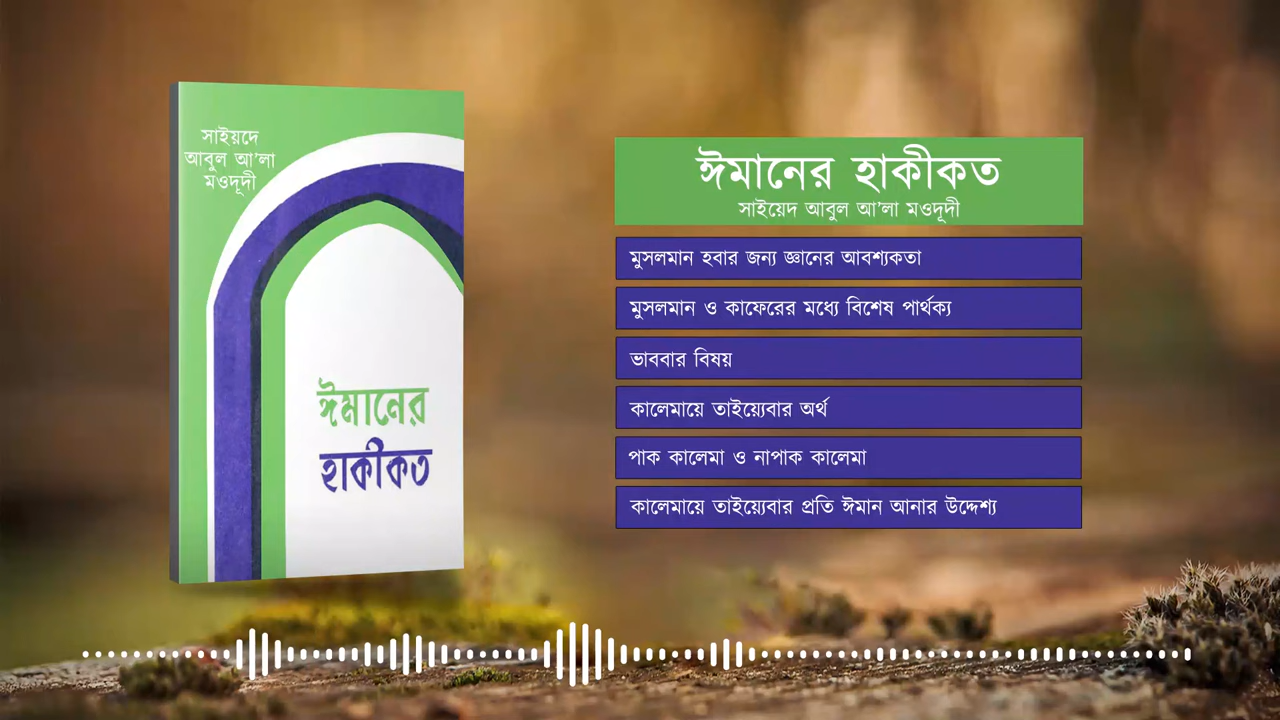 সাইয়দে
আবুল আ'লা
মওদূদী
ঈমানের
হাকীকত
ঈমানের হাকীকত
সাইয়েদ আবুল আ'লা মওদূদী
মুসলমান হবার জন্য জ্ঞানের আবশ্যকতা
মুসলমান ও কাফেরের মধ্যে বিশেষ পার্থক্য
ভাববার বিষয়
কালেমায়ে তাইয়্যেবার অর্থ
পাক কালেমা ও নাপাক কালেমা
কালেমায়ে তাইয়্যেবার প্রতি ঈমান আনার উদ্দেশ্য